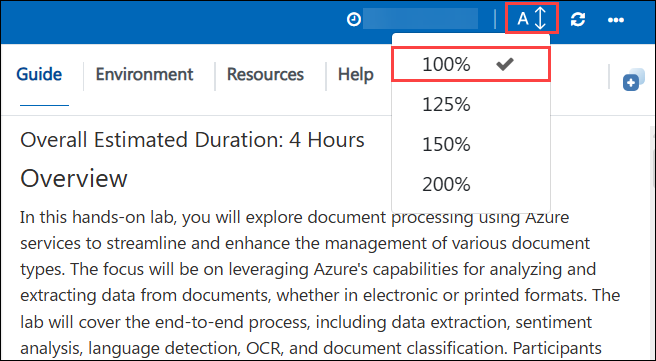 A
Guide
Environment
Resources
Help
100%
125%
150%
200%
Overall Estimated Duration: 4 Hours
Overview
In this hands-on lab, you will explore document processing using Azure
services to streamline and enhance the management of various document
types. The focus will be on leveraging Azure's capabilities for analyzing and
extracting data from documents, whether in electronic or printed formats. The
lab will cover the end-to-end process, including data extraction, sentiment
analysis, language detection, OCR, and document classification. Participants